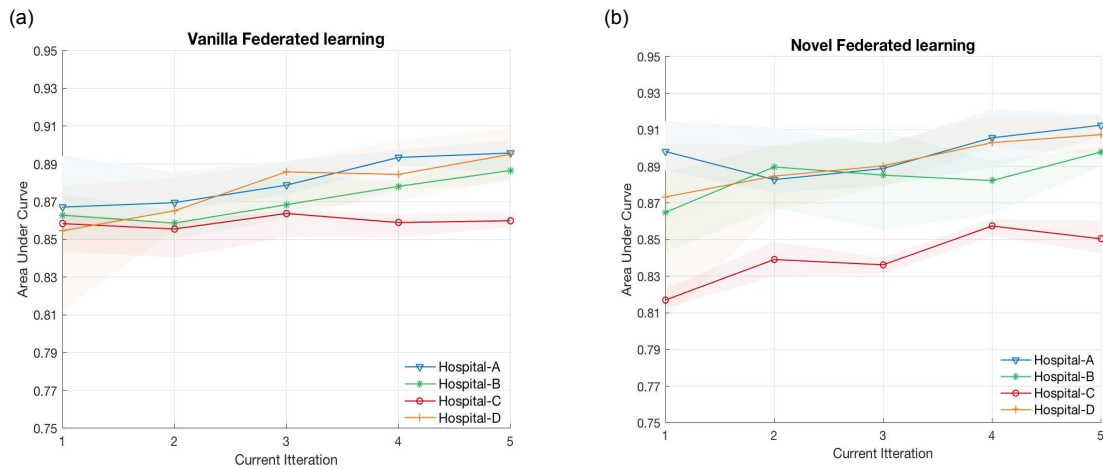 (a)
Vanilla Federated learning
0.95
0.93
0.91
0.89
0.87
0.85
0.83
0.81
0.79
0.77
0.75
Area Under Curve
1 2 3 4 5
Current Itteration
Hospital-A
Hospital-B
Hospital-C
Hospital-D
(b)
Novel Federated learning
0.95
0.93
0.91
0.89
0.87
0.85
0.83
0.81
0.79
0.77
0.75
Area Under Curve
1 2 3 4 5
Current Itteration
Hospital-A
Hospital-B
Hospital-C
Hospital-D